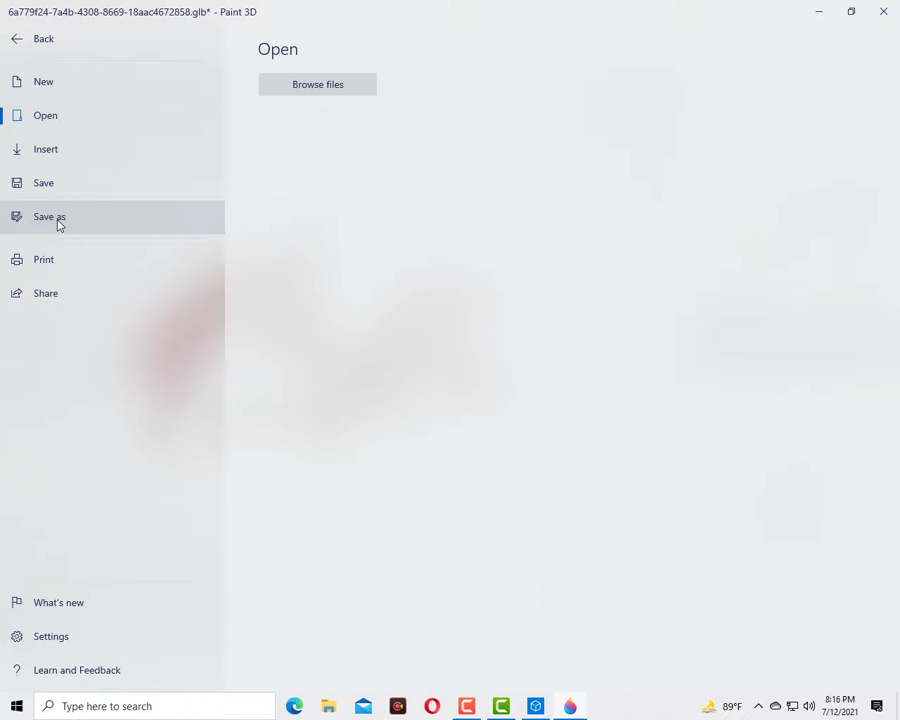 6a779f24-7a4b-4308-8669-18aac4672858.glb* - Paint 3D
Back
Open
Browse files
New
Open
Insert
Save
Save as
Print
Share
What's new
Settings
Learn and Feedback
Type here to search
89°F
8:16 PM
7/12/2021